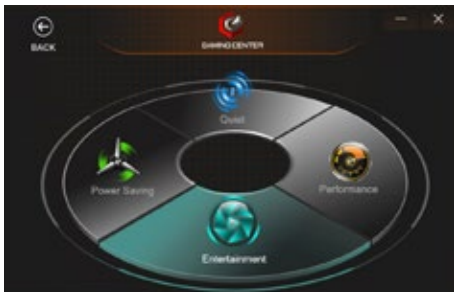 BACK
GAMING CENTER
Quiet
Power Saving
Performance
Entertainment